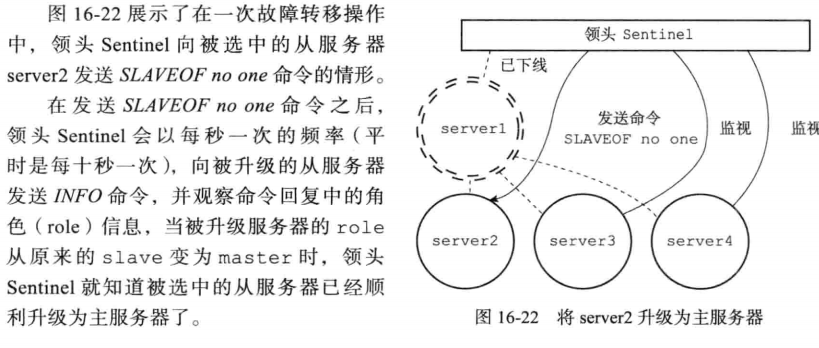 图 16-22 展示了在一次故障转移操作
中，领头 Sentinel 向被选中的从服务器
server2 发送 SLAVEOF no one 命令的情形。
在发送 SLAVEOF no one 命令之后，
领头 Sentinel 会以每秒一次的频率（平
时是每十秒一次），向被升级的从服务器
发送 INFO 命令，并观察命令回复中的角
色（role）信息，当被升级服务器的 role
从原来的 slave 变为 master 时，领头
Sentinel 就知道被选中的从服务器已经顺
利升级为主服务器了。
领头 Sentinel
已下线
server1
发送命令
SLAVEOF no one
监视
监视
server2
server3
server4
图 16-22 将 server2 升级为主服务器